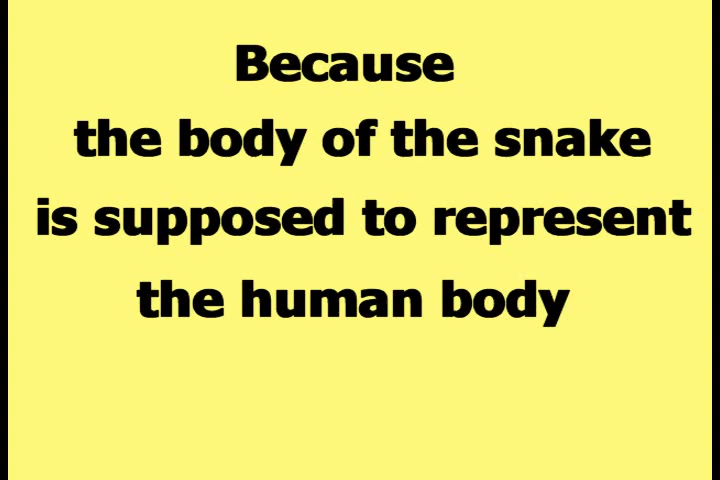 Because
the body of the snake
is supposed to represent
the human body